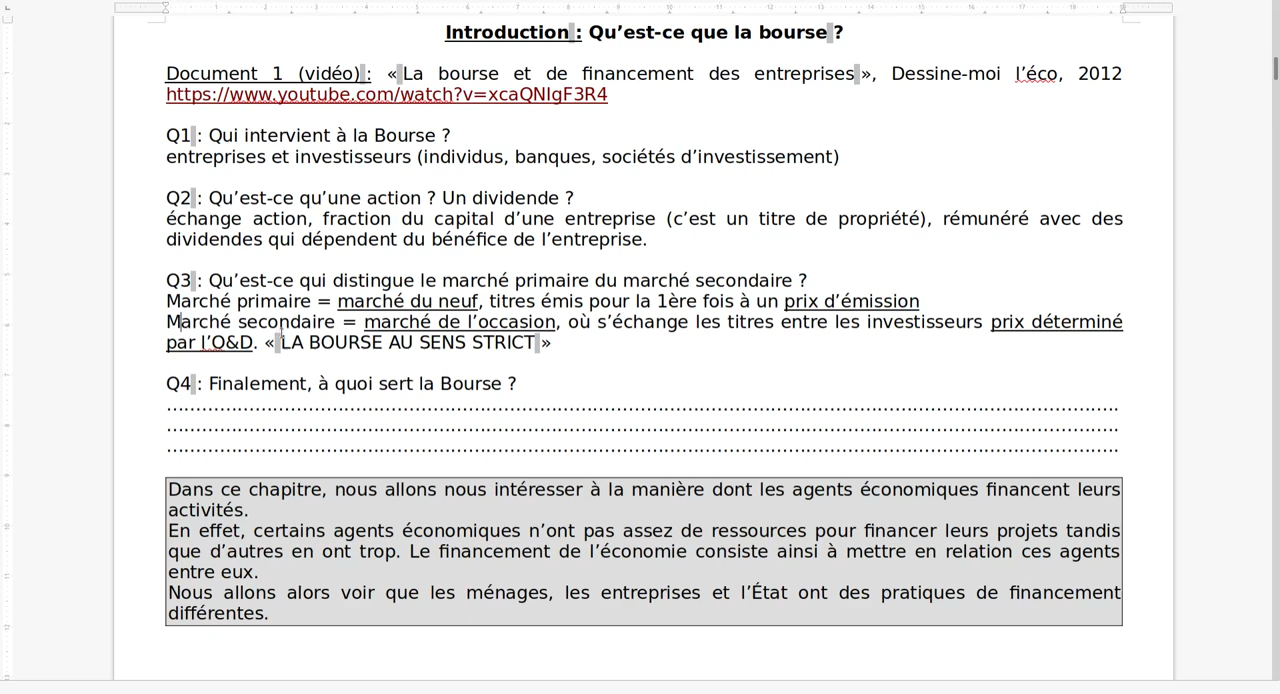 Introduction : Qu’est-ce que la bourse ?
Document 1 (vidéo) : « La bourse et de financement des entreprises », Dessine-moi l’éco, 2012
https://www.youtube.com/watch?v=xcaQNIgF3R4
Q1 : Qui intervient à la Bourse ?
entreprises et investisseurs (individus, banques, sociétés d’investissement)
Q2 : Qu’est-ce qu’une action ? Un dividende ?
échange action, fraction du capital d’une entreprise (c’est un titre de propriété), rémunéré avec des
dividendes qui dépendent du bénéfice de l’entreprise.
Q3 : Qu’est-ce qui distingue le marché primaire du marché secondaire ?
Marché primaire = marché du neuf, titres émis pour la 1ère fois à un prix d’émission
Marché secondaire = marché de l’occasion, où s’échange les titres entre les investisseurs prix déterminé
par l’O&D. « LA BOURSE AU SENS STRICT »
Q4 : Finalement, à quoi sert la Bourse ?
Dans ce chapitre, nous allons nous intéresser à la manière dont les agents économiques financent leurs
activités.
En effet, certains agents économiques n’ont pas assez de ressources pour financer leurs projets tandis
que d’autres en ont trop. Le financement de l’économie consiste ainsi à mettre en relation ces agents
entre eux.
Nous allons alors voir que les ménages, les entreprises et l’État ont des pratiques de financement
différentes.